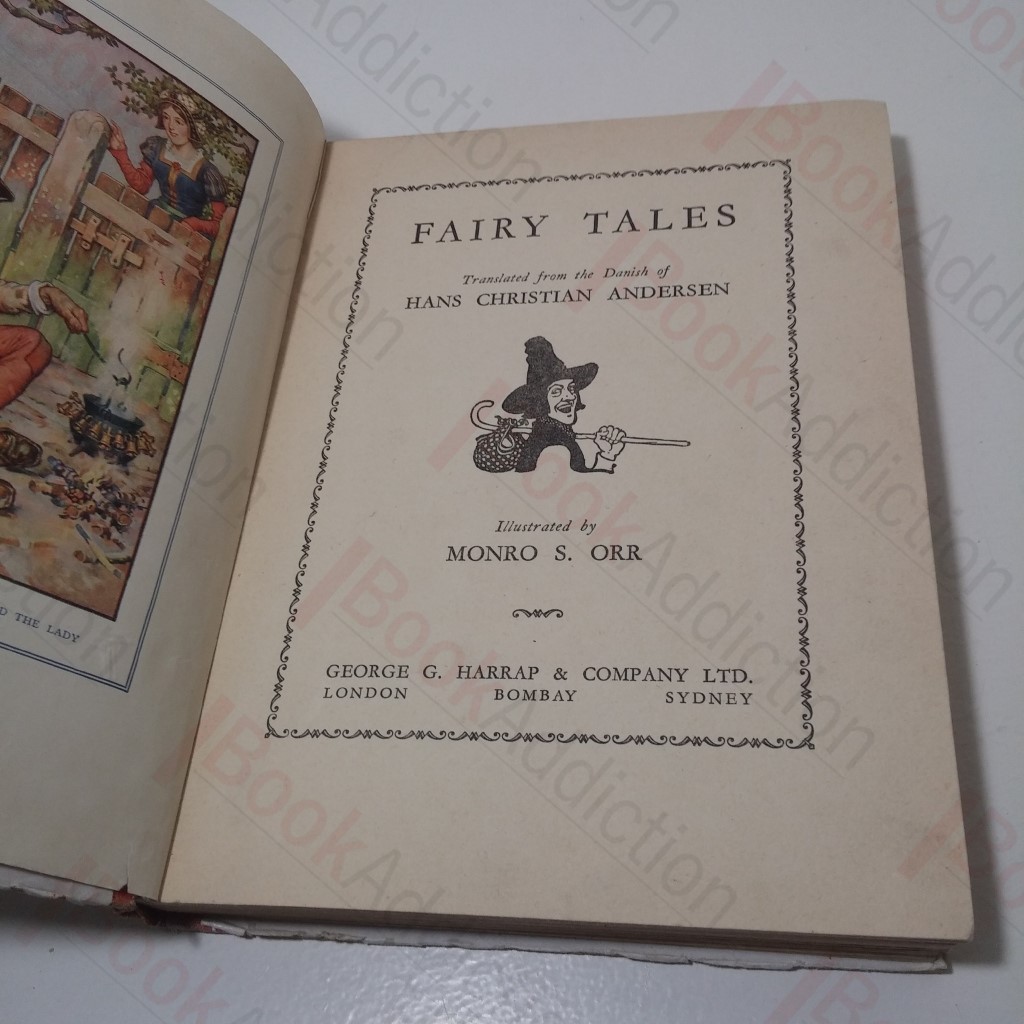 D THE LADY
FAIRY TALES
Translated from the Danish of
HANS CHRISTIAN ANDERSEN
Illustrated by
MONRO S. ORR
GEORGE G. HARRAP & COMPANY LTD.
LONDON BOMBAY SYDNEY
BookAddiction